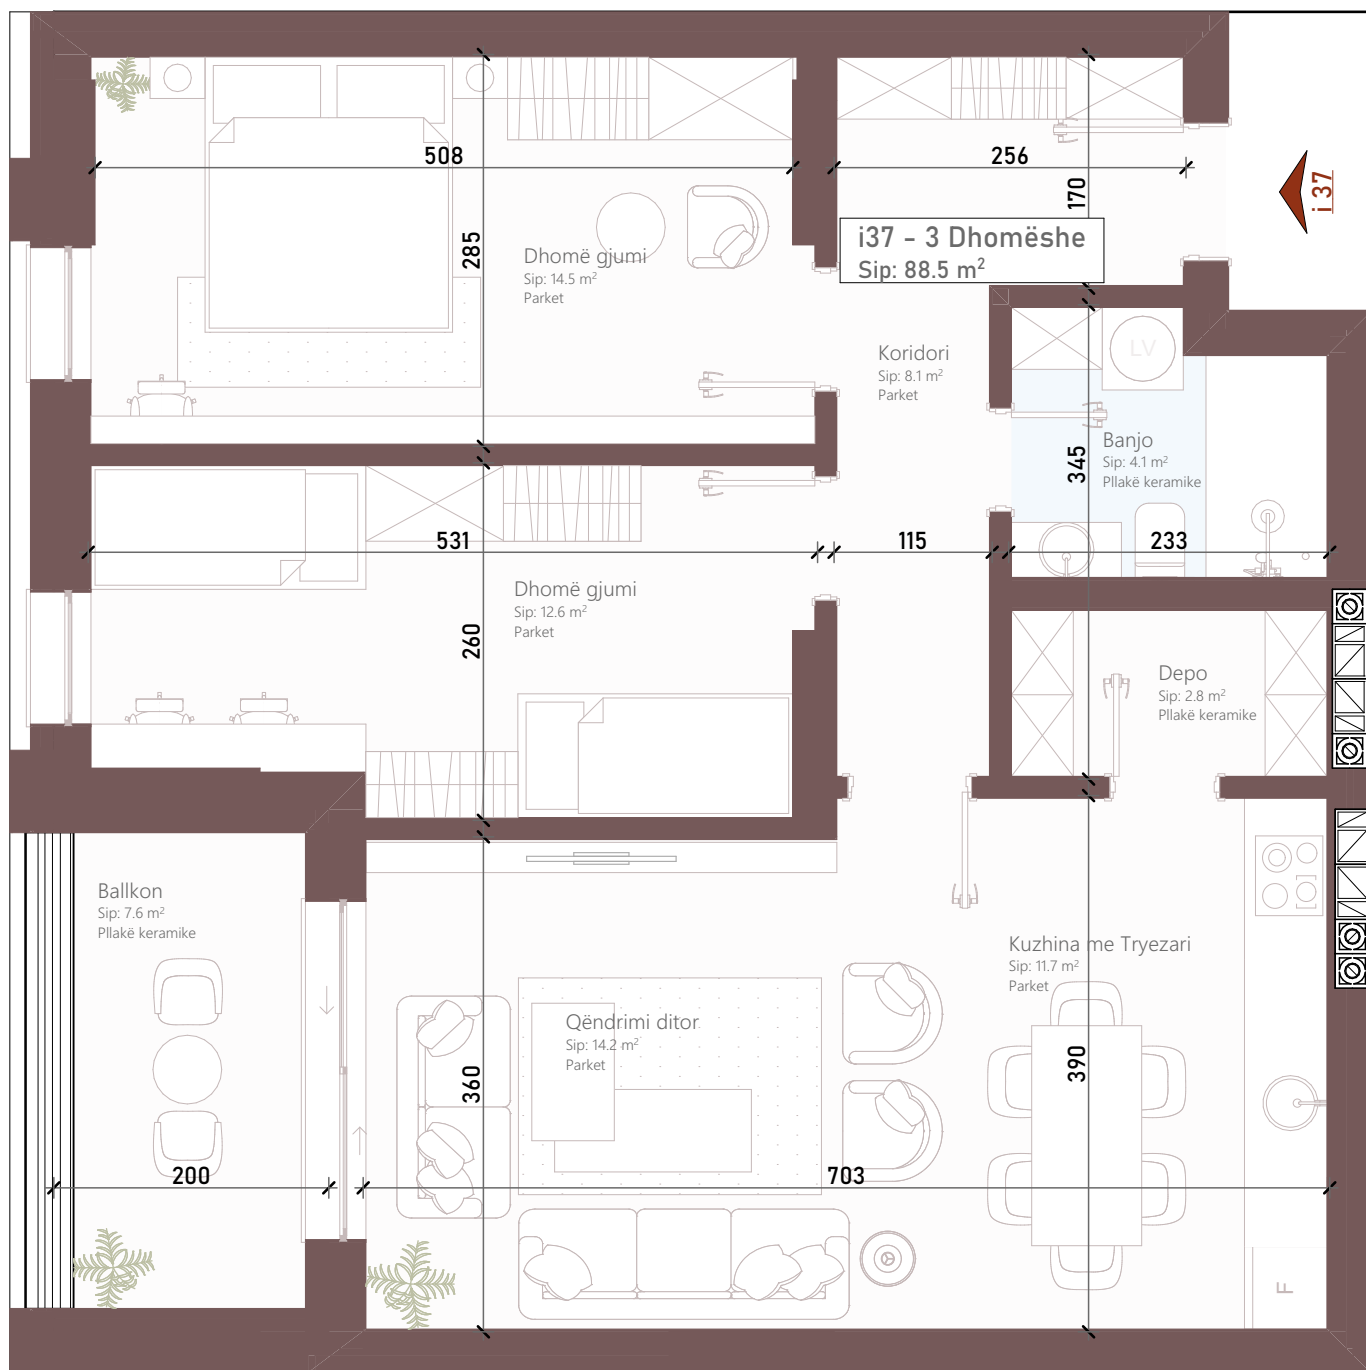 508
256
170
i 37
i37 - 3 Dhomëshe
Sip: 88.5 m²
285
Dhomë gjumi
Sip: 14.5 m²
Parket
Koridori
Sip: 8.1 m²
Parket
LV
Banjo
Sip: 4.1 m²
Pllakë keramike
345
531
115
233
Dhomë gjumi
Sip: 12.6 m²
Parket
260
Depo
Sip: 2.8 m²
Pllakë keramike
Ballkon
Sip: 7.6 m²
Pllakë keramike
Kuzhina me Tryezari
Sip: 11.7 m²
Parket
Qëndrimi ditor
Sip: 14.2 m²
Parket
360
390
200
703
F